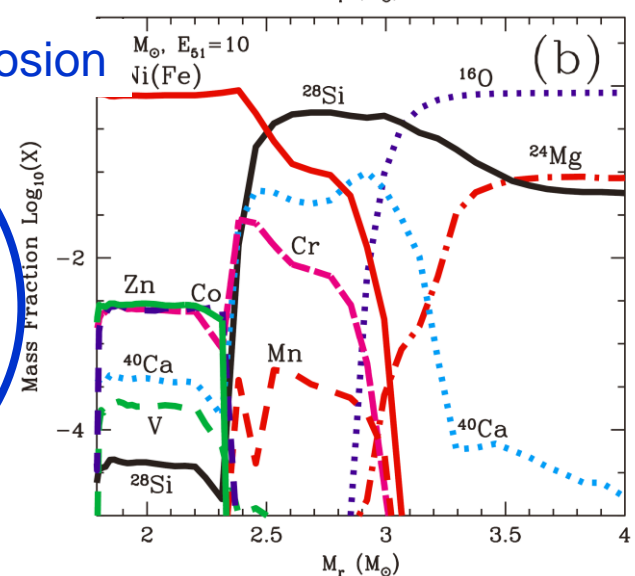 osion
M☉, E₅₁=10
Ni(Fe)
(b)
²⁸Si
¹⁶O
²⁴Mg
Mass Fraction Log₁₀(X)
−2
−4
Cr
Zn
Co
Mn
⁴⁰Ca
V
²⁸Si
⁴⁰Ca
2
2.5
3
3.5
4
Mᵣ (M☉)